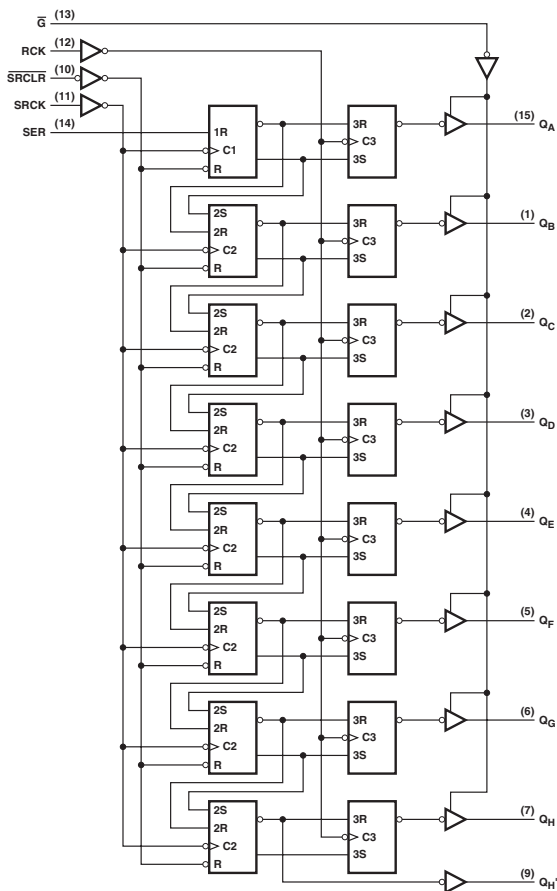 G (13)
RCK (12)
SRCLR (10)
SRCK (11)
SER (14)
1R
C1
R
3R
C3
3S
(15) QA
2S
2R
C2
R
3R
C3
3S
(1) QB
2S
2R
C2
R
3R
C3
3S
(2) QC
2S
2R
C2
R
3R
C3
3S
(3) QD
2S
2R
C2
R
3R
C3
3S
(4) QE
2S
2R
C2
R
3R
C3
3S
(5) QF
2S
2R
C2
R
3R
C3
3S
(6) QG
2S
2R
C2
R
3R
C3
3S
(7) QH
(9) QH'